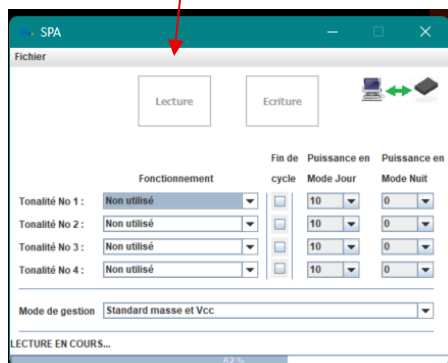 SPA
Fichier
Lecture Ecriture
Fin de Puissance en Puissance en
Fonctionnement cycle Mode Jour Mode Nuit
Tonalité No 1 : Non utilisé 10 0
Tonalité No 2 : Non utilisé 10 0
Tonalité No 3 : Non utilisé 10 0
Tonalité No 4 : Non utilisé 10 0
Mode de gestion Standard masse et Vcc
LECTURE EN COURS...
62 %